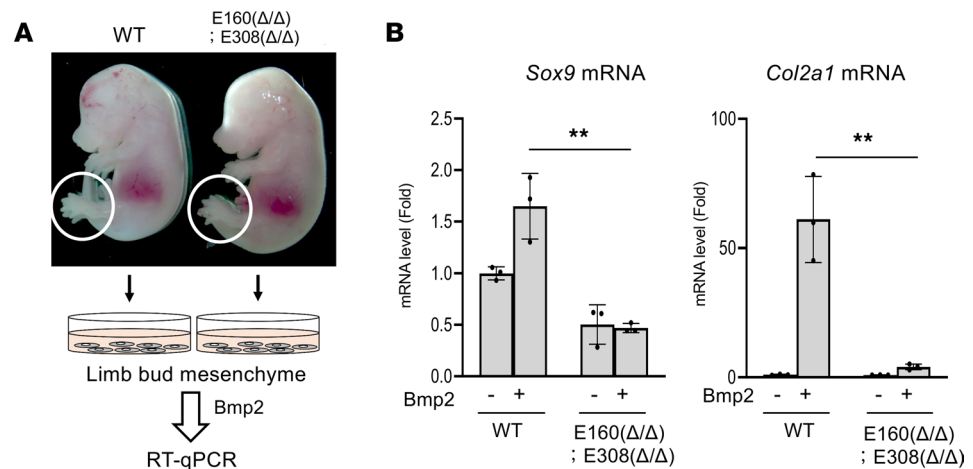 A
WT
E160(Δ/Δ)
; E308(Δ/Δ)
Limb bud mesenchyme
Bmp2
RT-qPCR
B
Sox9 mRNA
mRNA level (Fold)
2.5
2.0
1.5
1.0
0.5
0.0
**
Bmp2 - + - +
WT E160(Δ/Δ)
; E308(Δ/Δ)
Col2a1 mRNA
mRNA level (Fold)
100
50
0
**
Bmp2 - + - +
WT E160(Δ/Δ)
; E308(Δ/Δ)